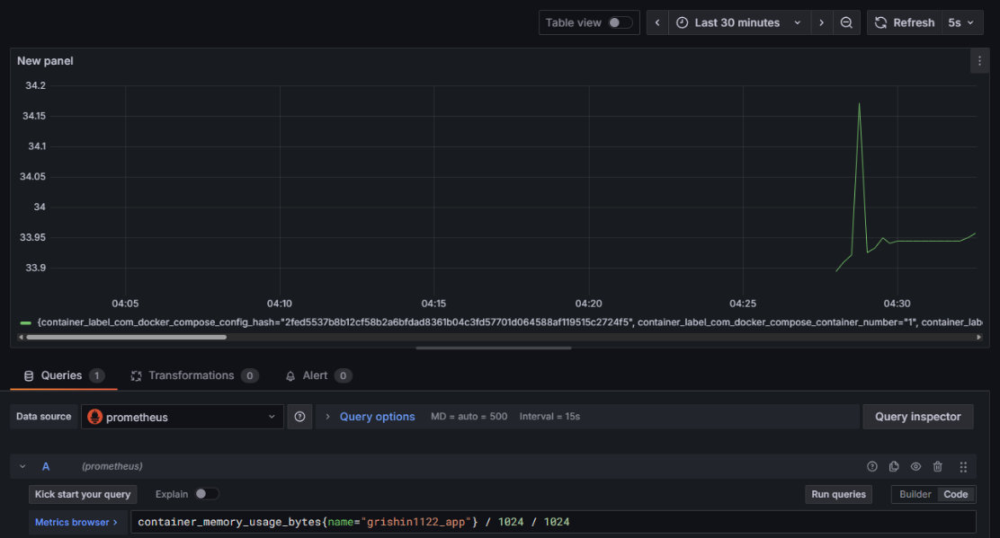 Table view Last 30 minutes Refresh 5s
New panel
34.2
34.15
34.1
34.05
34
33.95
33.9
04:05 04:10 04:15 04:20 04:25 04:30
{container_label_com_docker_compose_config_hash="2fed5537b8b12cf58b2a6bfdad8361b04c3fd57701d064588af119515c2724f5", container_label_com_docker_compose_container_number="1", container_lab
Queries 1 Transformations 0 Alert 0
Data source prometheus Query options MD = auto = 500 Interval = 15s Query inspector
A (prometheus)
Kick start your query Explain Run queries Builder Code
Metrics browser > container_memory_usage_bytes{name="grishin1122_app"} / 1024 / 1024